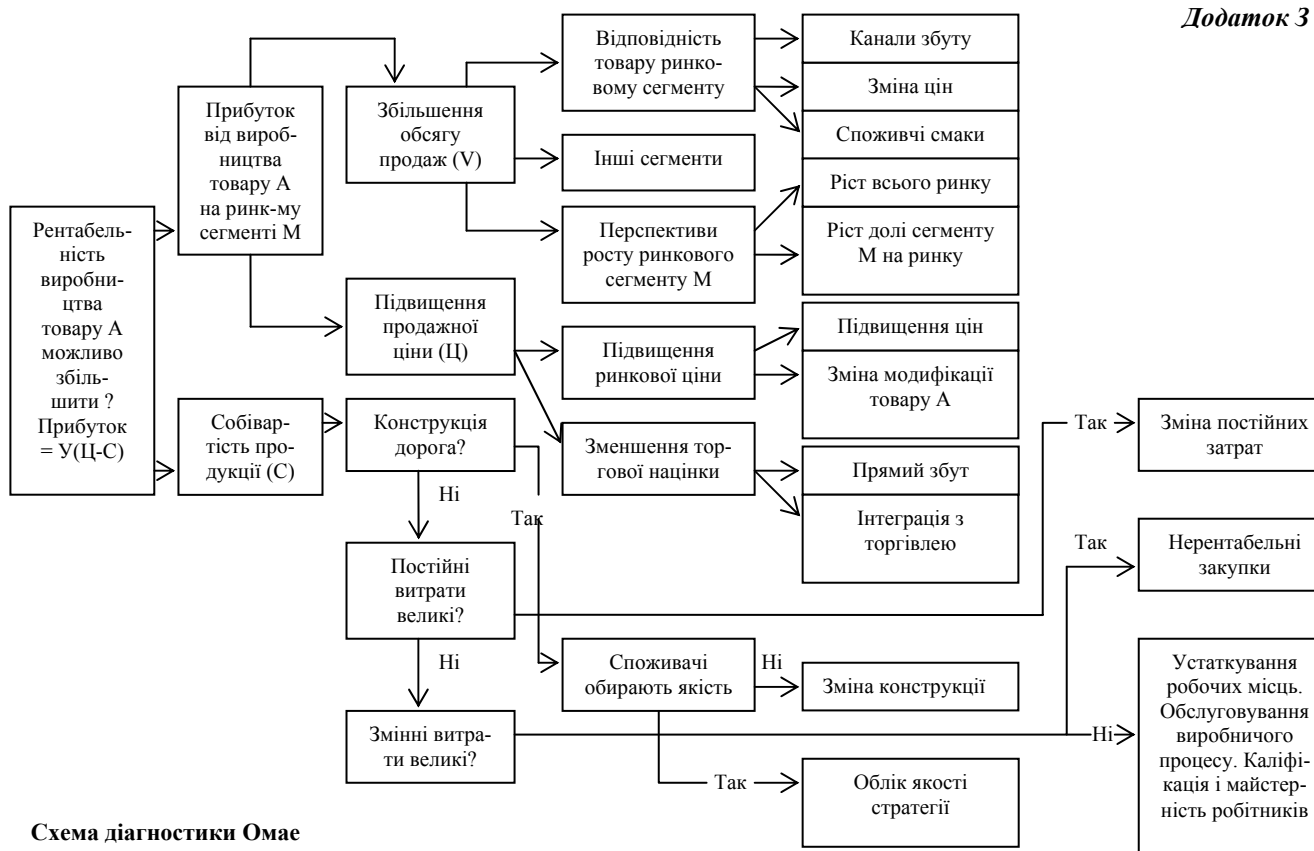 Додаток З
Рентабель-
ність
виробни-
цтва
товару А
можливо
збіль-
шити ?
Прибуток
= У(Ц-С)
Прибуток
від вироб-
ництва
товару А
на ринк-му
сегменті М
Собівар-
тість про-
дукції (С)
Збільшення
обсягу
продаж (V)
Підвищення
продажної
ціни (Ц)
Конструкція
дорога?
Ні
Так
Постійні
витрати
великі?
Ні
Змінні витра-
ти великі?
Відповідність
товару ринко-
вому сегменту
Інші сегменти
Перспективи
росту ринкового
сегменту М
Підвищення
ринкової ціни
Зменшення тор-
гової націнки
Споживачі
обирають якість
Ні
Так
Канали збуту
Зміна цін
Споживчі смаки
Ріст всього ринку
Ріст долі сегменту
М на ринку
Підвищення цін
Зміна модифікації
товару А
Прямий збут
Інтеграція з
торгівлею
Зміна конструкції
Облік якості
стратегії
Так
Зміна постійних
затрат
Так
Нерентабельні
закупки
Ні
Устаткування
робочих місць.
Обслуговування
виробничого
процесу. Каліфі-
кація і майстер-
ність робітників
Схема діагностики Омае